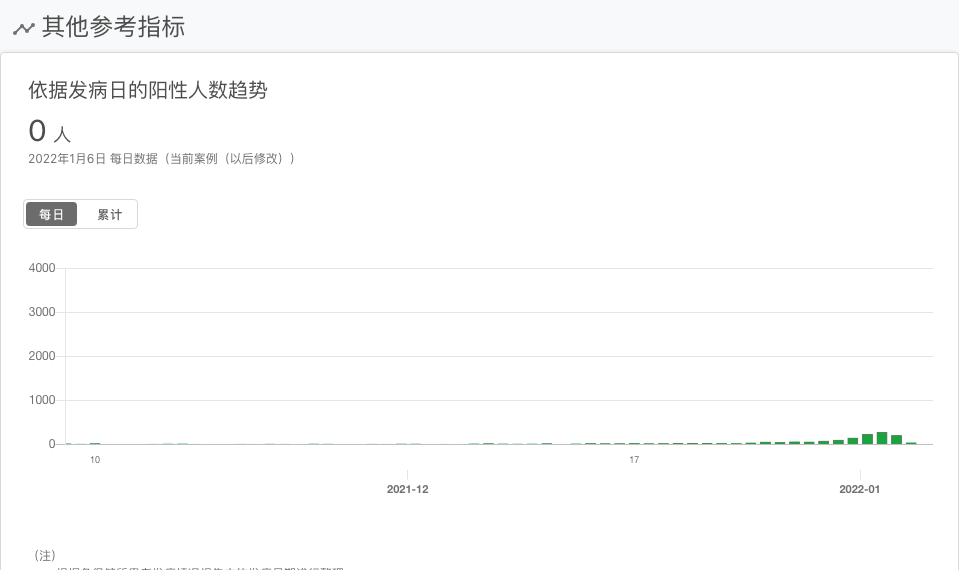 其他参考指标
依据发病日的阳性人数趋势
0 人
2022年1月6日 每日数据（当前案例（以后修改））
每日 累计
4000
3000
2000
1000
0
10 17
2021-12 2022-01
（注）